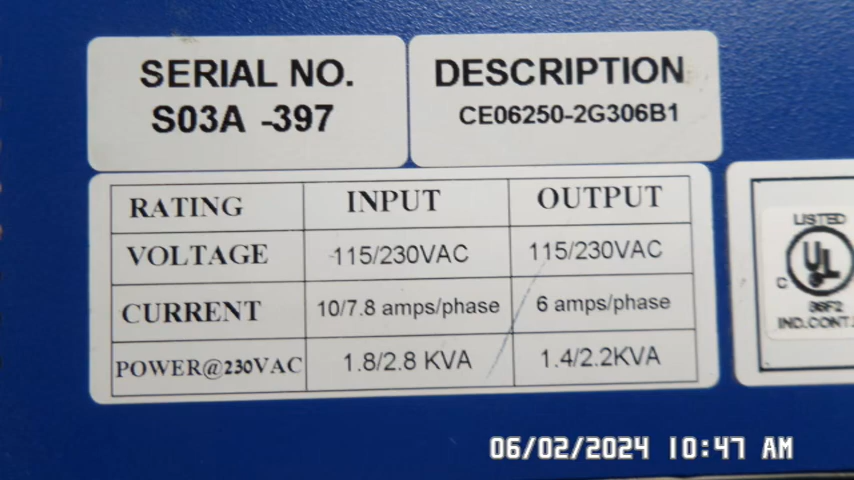 SERIAL NO.
S03A -397
DESCRIPTION
CE06250-2G306B1
RATING INPUT OUTPUT
VOLTAGE 115/230VAC 115/230VAC
CURRENT 10/7.8 amps/phase 6 amps/phase
POWER@230VAC 1.8/2.8 KVA 1.4/2.2KVA
LISTED
UL
C
IND.CONT.
06/02/2024 10:47 AM